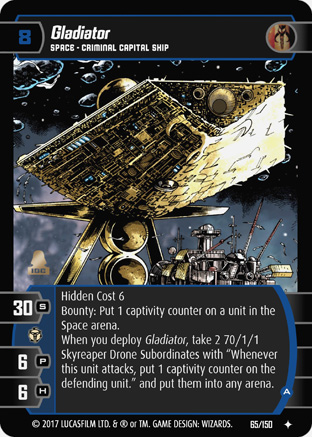 8
Gladiator
SPACE - CRIMINAL CAPITAL SHIP
IDC
30 S
6 P
6 H
Hidden Cost 6
Bounty: Put 1 captivity counter on a unit in the
Space arena.
When you deploy Gladiator, take 2 70/1/1
Skyreaper Drone Subordinates with “Whenever
this unit attacks, put 1 captivity counter on the
defending unit.” and put them into any arena.
A
© 2017 LUCASFILM LTD. & ® or TM. GAME DESIGN: WIZARDS.
65/150